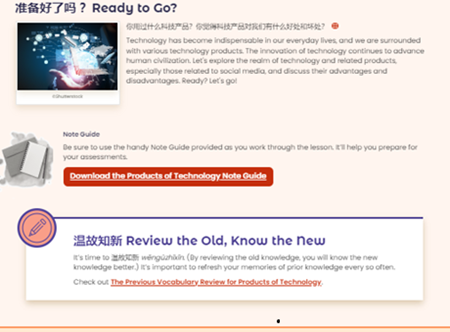 准备好了吗？ Ready to Go?
你用过什么科技产品？你觉得科技产品对我们有什么好处和坏处？
Technology has become indispensable in our everyday lives, and we are surrounded
with various technology products. The innovation of technology continues to advance
human civilization. Let's explore the realm of technology and related products,
especially those related to social media, and discuss their advantages and
disadvantages. Ready? Let's go!
©Shutterstock
Note Guide
Be sure to use the handy Note Guide provided as you work through the lesson. It'll help you prepare for
your assessments.
Download the Products of Technology Note Guide
温故知新 Review the Old, Know the New
It's time to 温故知新 wēngùzhīxīn. (By reviewing the old knowledge, you will know the new
knowledge better.) It's important to refresh your memories of prior knowledge every so often.
Check out The Previous Vocabulary Review for Products of Technology.